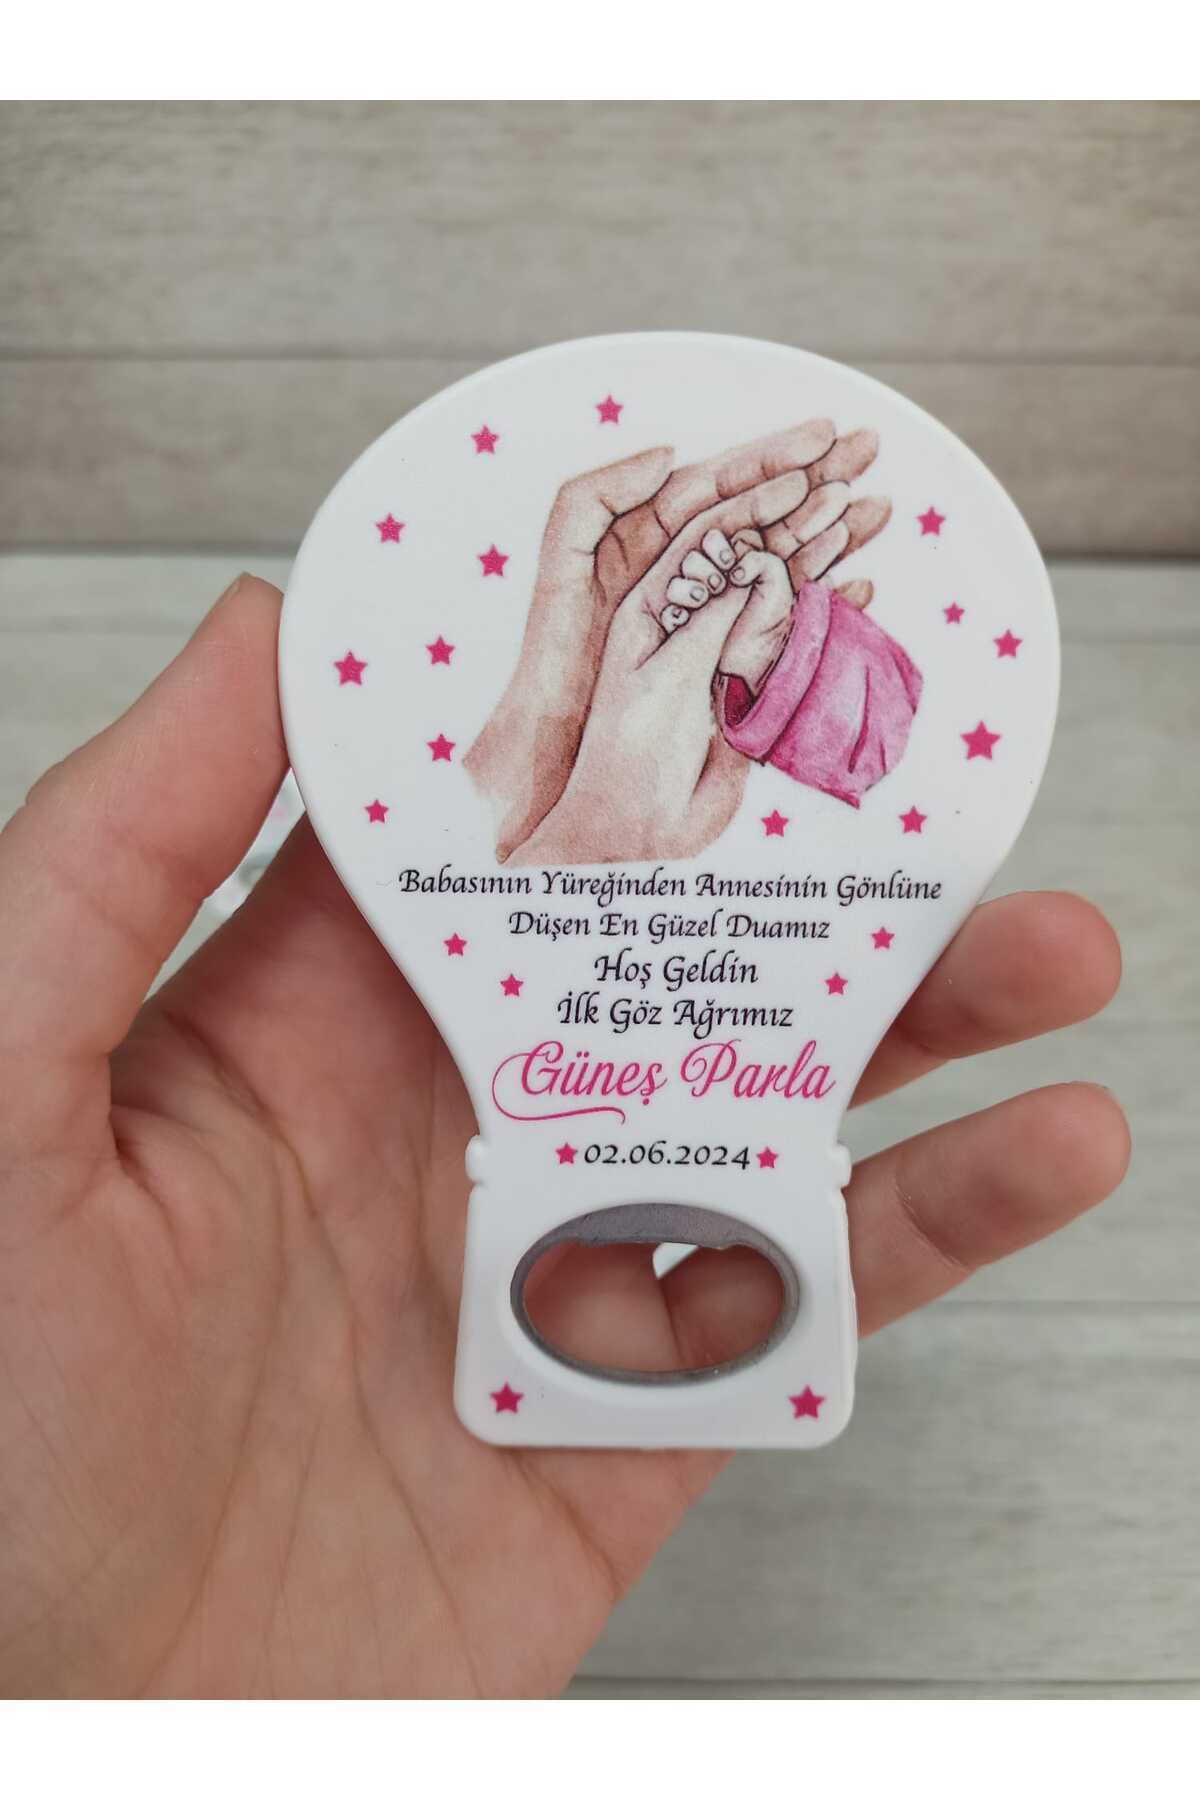 Babasının Yüreğinden Annesinin Gönlüne
Düşen En Güzel Duamız
Hoş Geldin
İlk Göz Ağrımız
Güneş Parla
02.06.2024